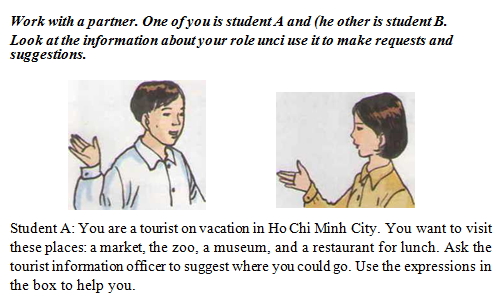 Work with a partner. One of you is student A and (he other is student B.
Look at the information about your role unci use it to make requests and
suggestions.
Student A: You are a tourist on vacation in Ho Chi Minh City. You want to visit
these places: a market, the zoo, a museum, and a restaurant for lunch. Ask the
tourist information officer to suggest where you could go. Use the expressions in
the box to help you.